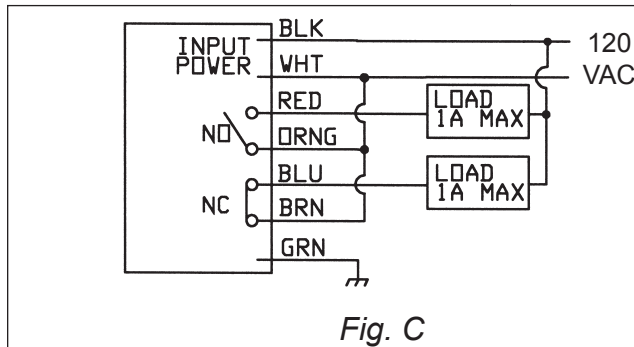 BLK
120
INPUT
POWER
WHT
VAC
RED
LOAD
1A MAX
NO
ORNG
BLU
LOAD
1A MAX
NC
BRN
GRN
Fig. C